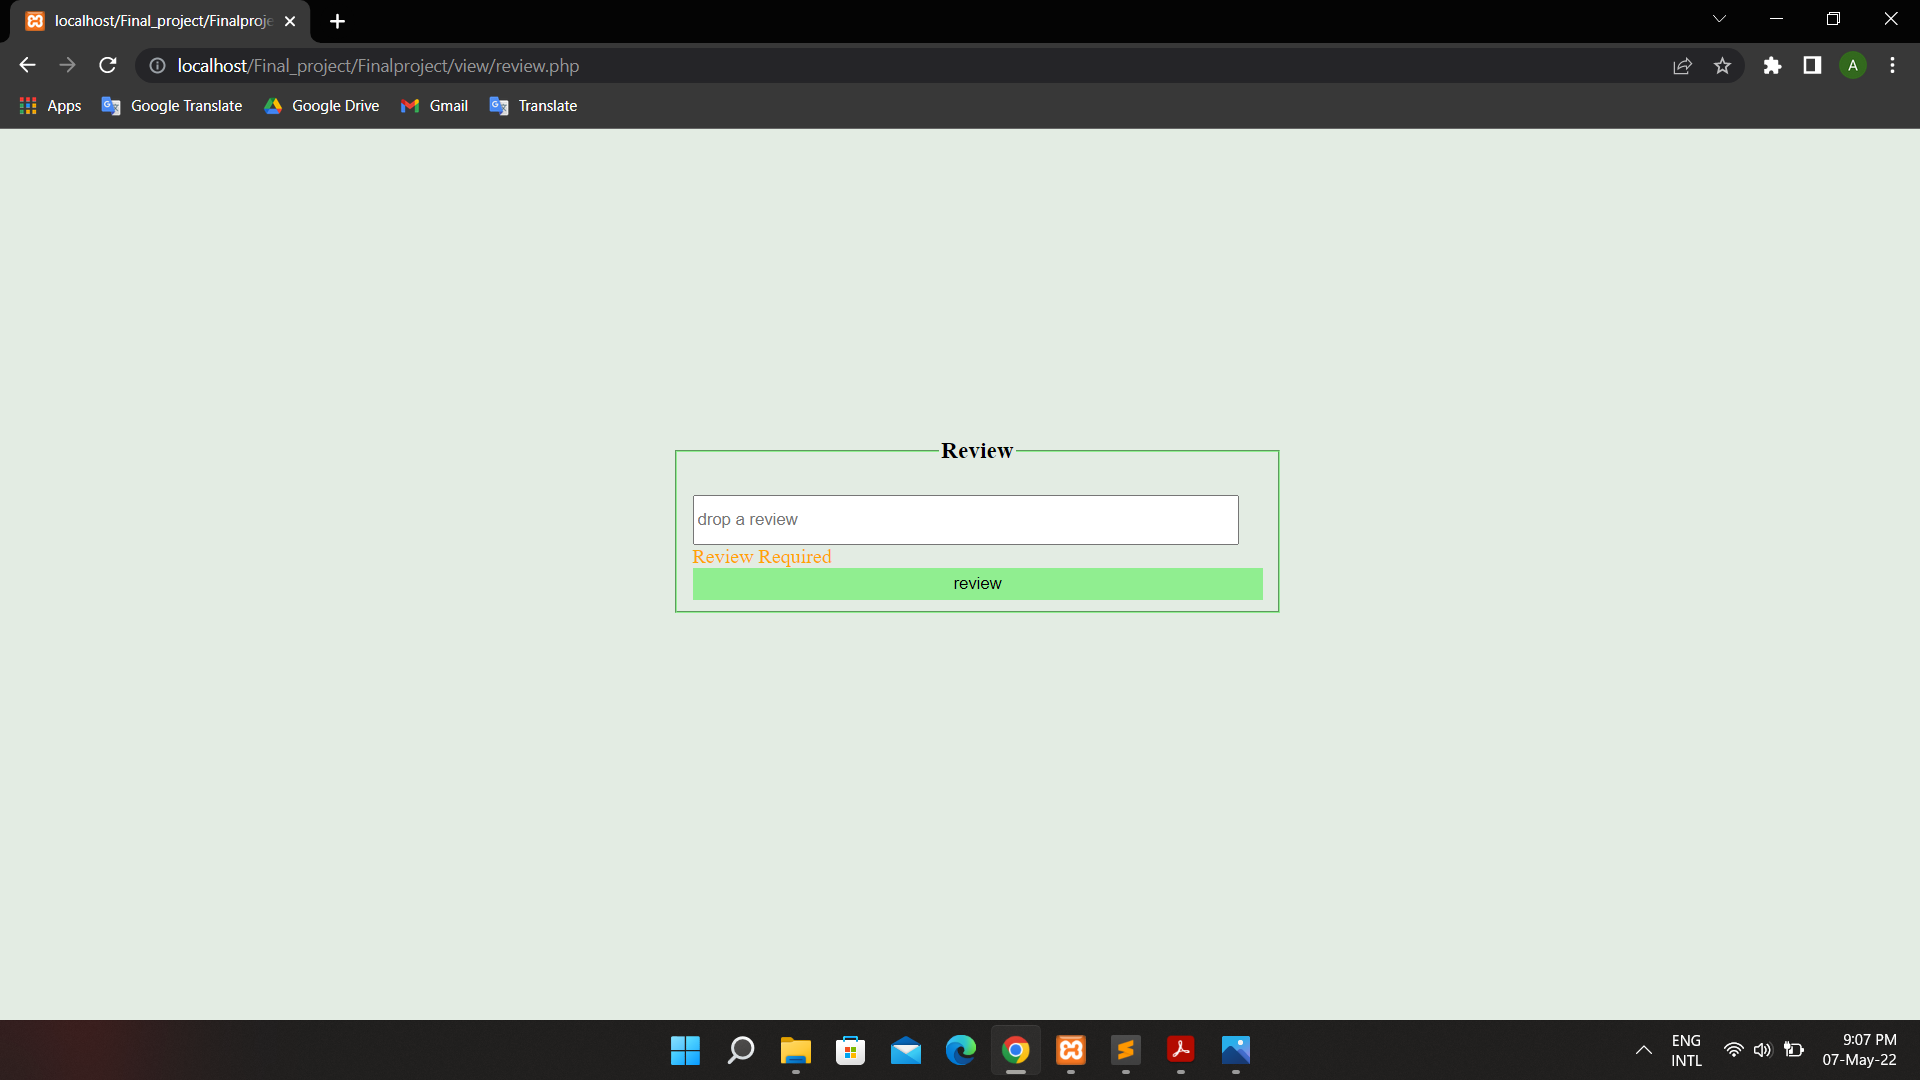 localhost/Final_project/Finalproje
localhost/Final_project/Finalproject/view/review.php
A
Apps
Google Translate
Google Drive
Gmail
Translate
Review
drop a review
Review Required
review
ENG
INTL
9:07 PM
07-May-22